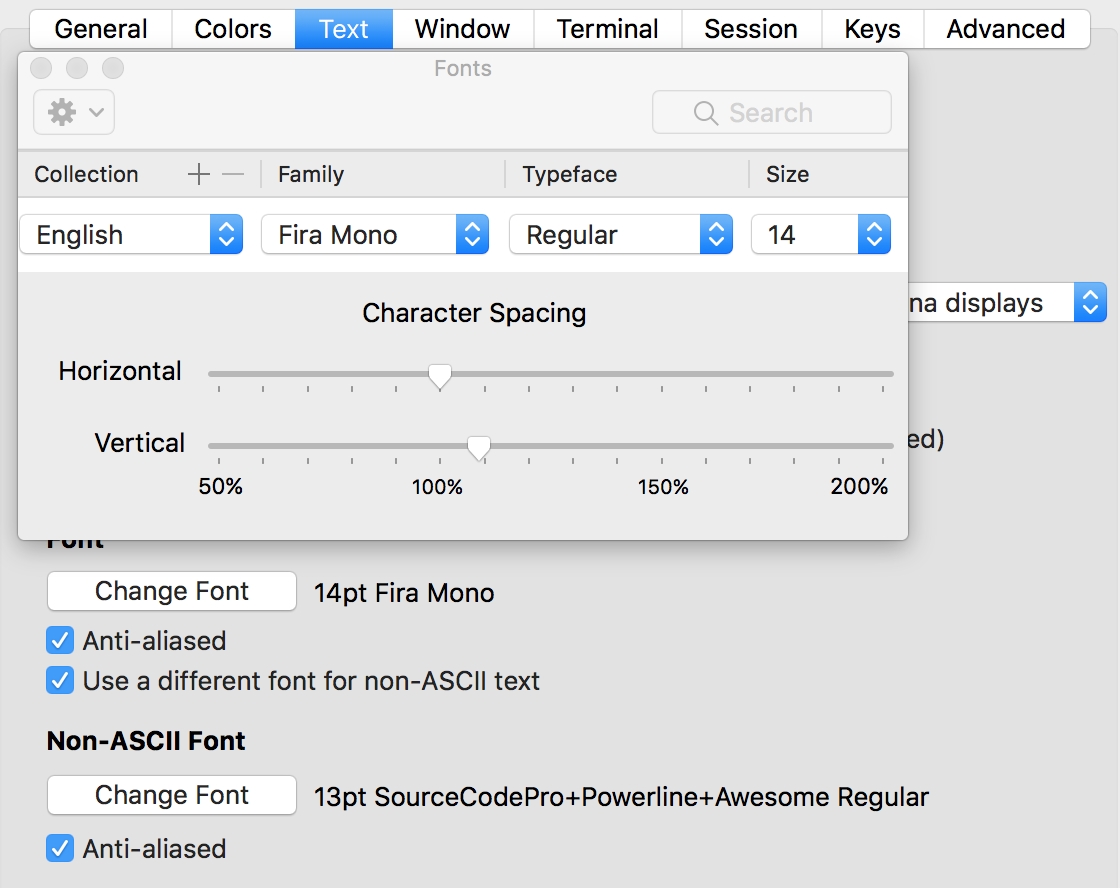 General Colors Text Window Terminal Session Keys Advanced
Fonts
Search
Collection Family Typeface Size
English Fira Mono Regular 14
Character Spacing
na displays
Horizontal
Vertical
ed)
50% 100% 150% 200%
Font
Change Font 14pt Fira Mono
Anti-aliased
Use a different font for non-ASCII text
Non-ASCII Font
Change Font 13pt SourceCodePro+Powerline+Awesome Regular
Anti-aliased